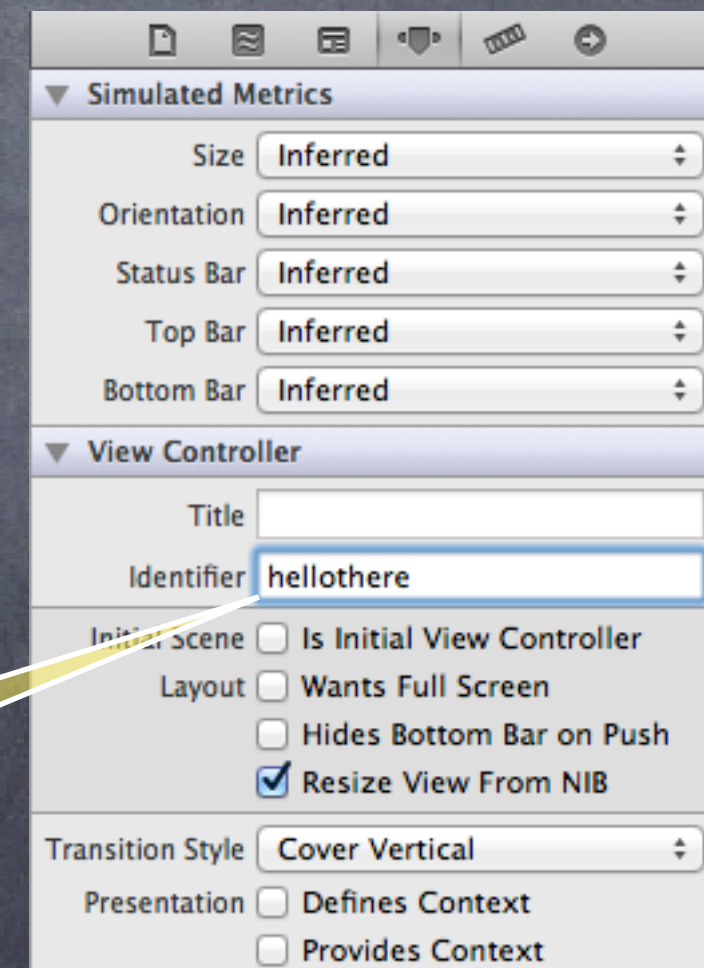 Simulated Metrics
Size Inferred
Orientation Inferred
Status Bar Inferred
Top Bar Inferred
Bottom Bar Inferred
View Controller
Title
Identifier hellothere
Initial Scene Is Initial View Controller
Layout Wants Full Screen
Hides Bottom Bar on Push
Resize View From NIB
Transition Style Cover Vertical
Presentation Defines Context
Provides Context